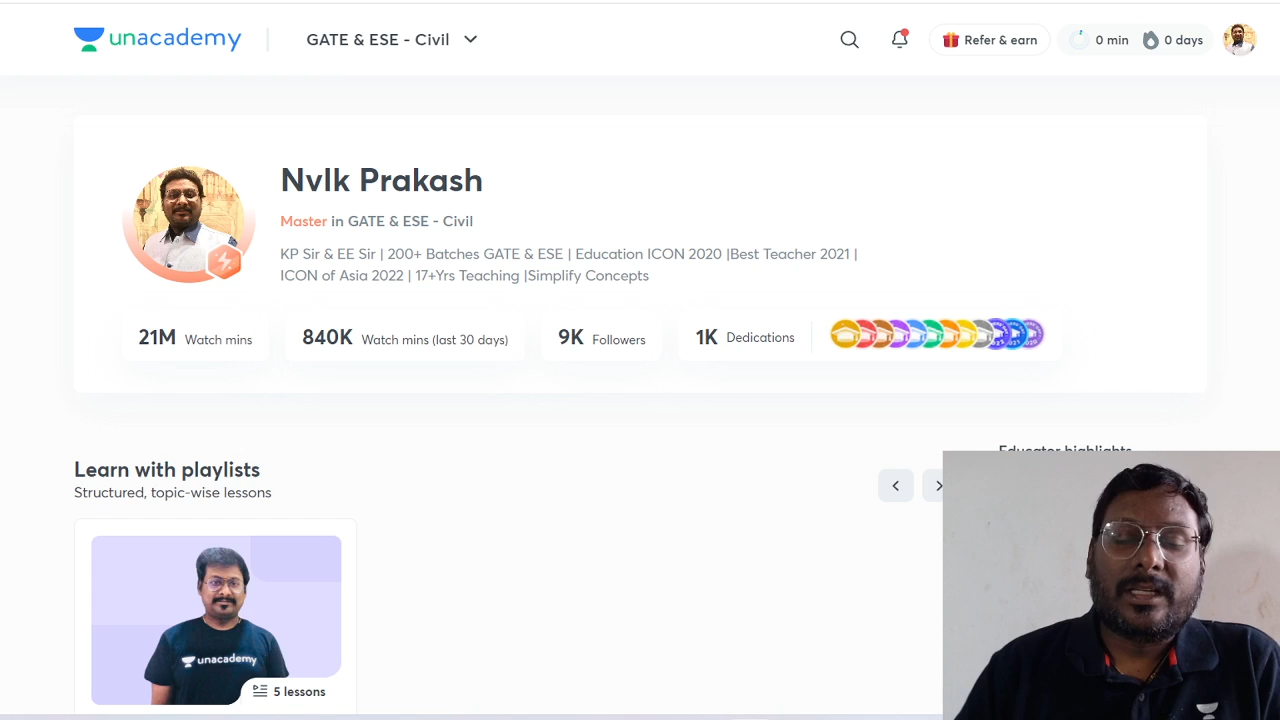 unacademy
GATE & ESE - Civil
Refer & earn
0 min
0 days
Nvlk Prakash
Master in GATE & ESE - Civil
KP Sir & EE Sir | 200+ Batches GATE & ESE | Education ICON 2020 |Best Teacher 2021 |
ICON of Asia 2022 | 17+Yrs Teaching |Simplify Concepts
21M Watch mins
840K Watch mins (last 30 days)
9K Followers
1K Dedications
Educator highlights
Learn with playlists
Structured, topic-wise lessons
unacademy
5 lessons